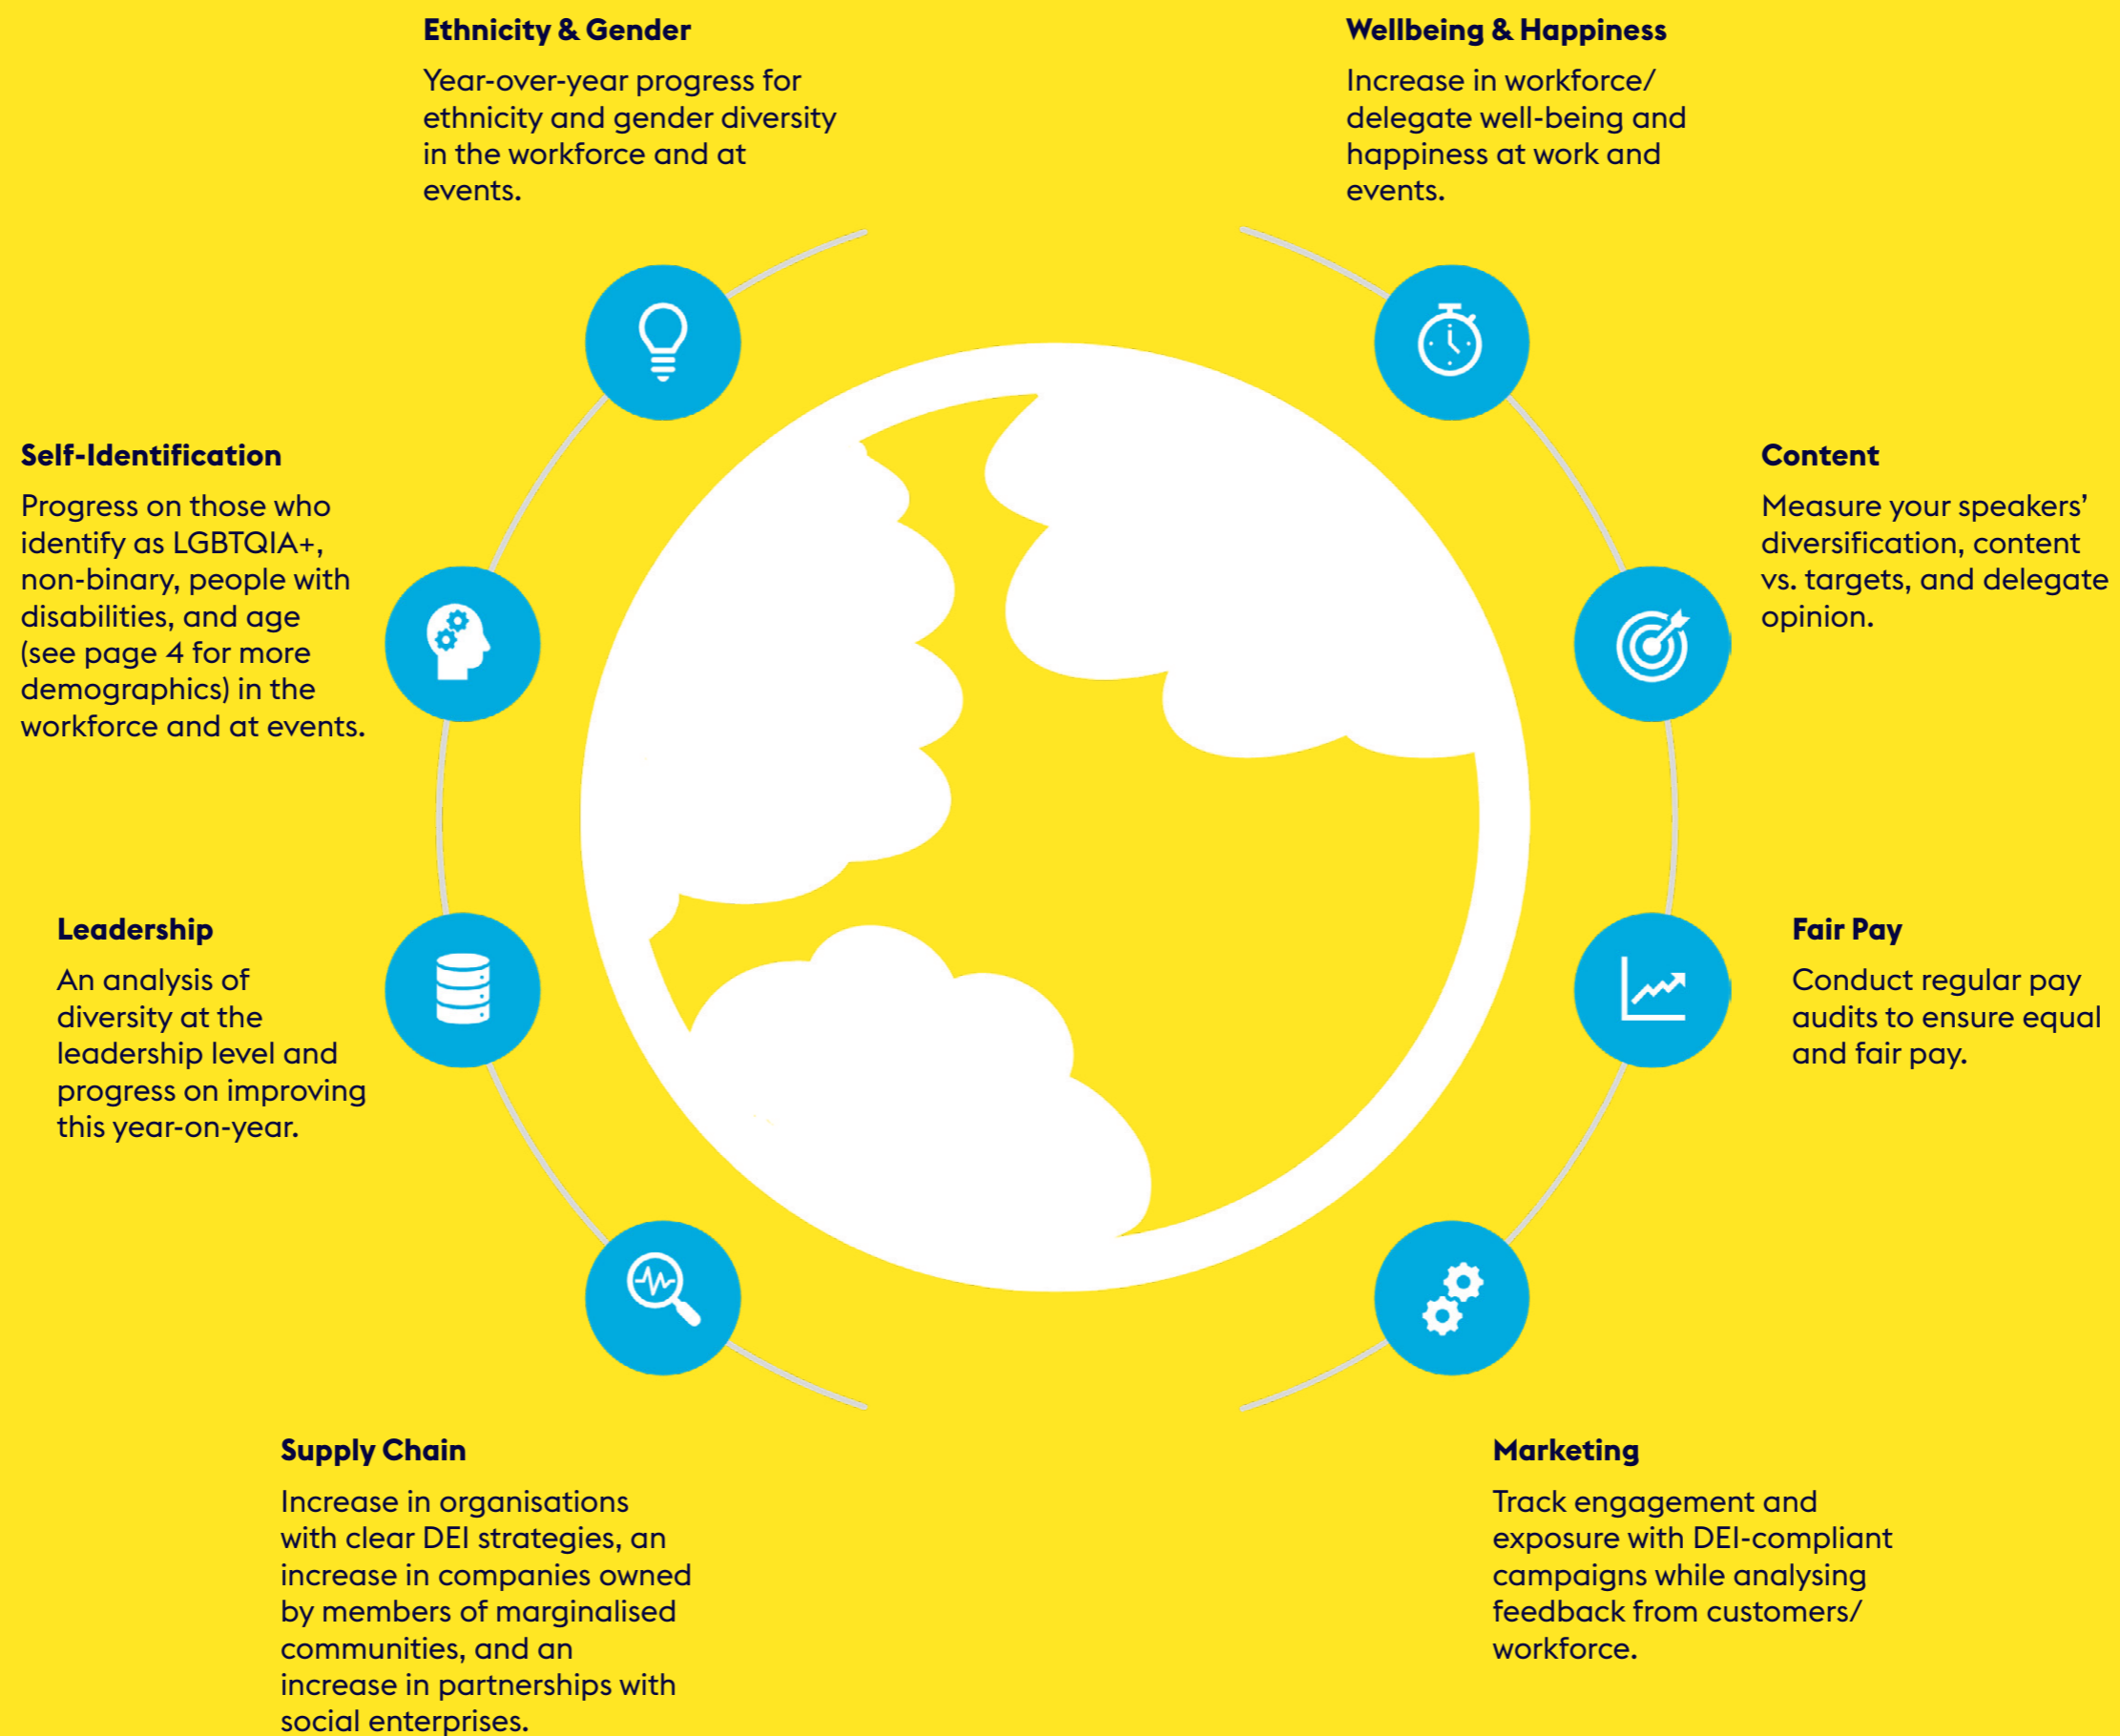 Ethnicity & Gender
Year-over-year progress for
ethnicity and gender diversity
in the workforce and at
events.
Wellbeing & Happiness
Increase in workforce/
delegate well-being and
happiness at work and
events.
Self-Identification
Progress on those who
identify as LGBTQIA+,
non-binary, people with
disabilities, and age
(see page 4 for more
demographics) in the
workforce and at events.
Content
Measure your speakers’
diversification, content
vs. targets, and delegate
opinion.
Leadership
An analysis of
diversity at the
leadership level and
progress on improving
this year-on-year.
Fair Pay
Conduct regular pay
audits to ensure equal
and fair pay.
Supply Chain
Increase in organisations
with clear DEI strategies, an
increase in companies owned
by members of marginalised
communities, and an
increase in partnerships with
social enterprises.
Marketing
Track engagement and
exposure with DEI-compliant
campaigns while analysing
feedback from customers/
workforce.